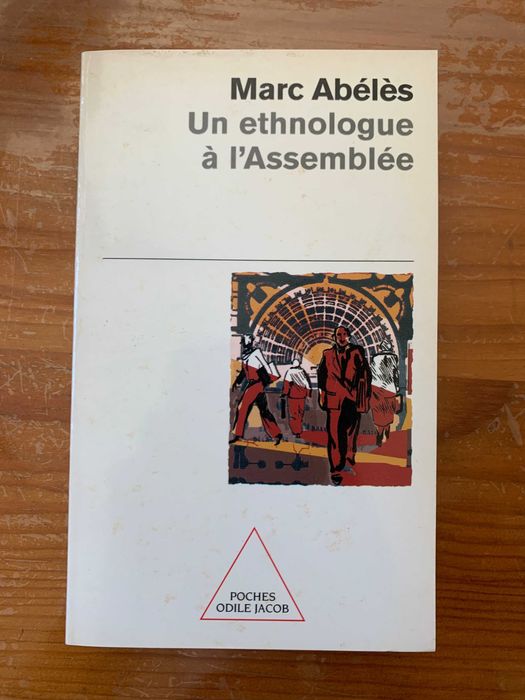 Marc Abélès
Un ethnologue
à l'Assemblée
POCHES
ODILE JACOB